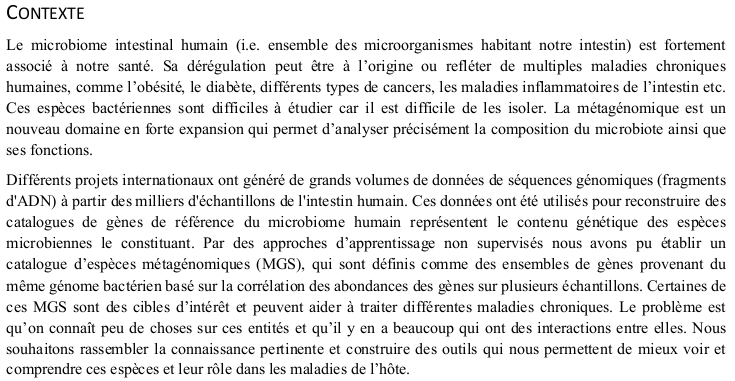 CONTEXTE
Le microbiome intestinal humain (i.e. ensemble des microorganismes habitant notre intestin) est fortement
associé à notre santé. Sa dérégulation peut être à l’origine ou refléter de multiples maladies chroniques
humaines, comme l’obésité, le diabète, différents types de cancers, les maladies inflammatoires de l’intestin etc.
Ces espèces bactériennes sont difficiles à étudier car il est difficile de les isoler. La métagénomique est un
nouveau domaine en forte expansion qui permet d’analyser précisément la composition du microbiote ainsi que
ses fonctions.
Différents projets internationaux ont généré de grands volumes de données de séquences génomiques (fragments
d'ADN) à partir des milliers d'échantillons de l'intestin humain. Ces données ont été utilisés pour reconstruire des
catalogues de gènes de référence du microbiome humain représentent le contenu génétique des espèces
microbiennes le constituant. Par des approches d’apprentissage non supervisés nous avons pu établir un
catalogue d’espèces métagénomiques (MGS), qui sont définis comme des ensembles de gènes provenant du
même génome bactérien basé sur la corrélation des abondances des gènes sur plusieurs échantillons. Certaines de
ces MGS sont des cibles d’intérêt et peuvent aider à traiter différentes maladies chroniques. Le problème est
qu’on connaît peu de choses sur ces entités et qu’il y en a beaucoup qui ont des interactions entre elles. Nous
souhaitons rassembler la connaissance pertinente et construire des outils qui nous permettent de mieux voir et
comprendre ces espèces et leur rôle dans les maladies de l’hôte.